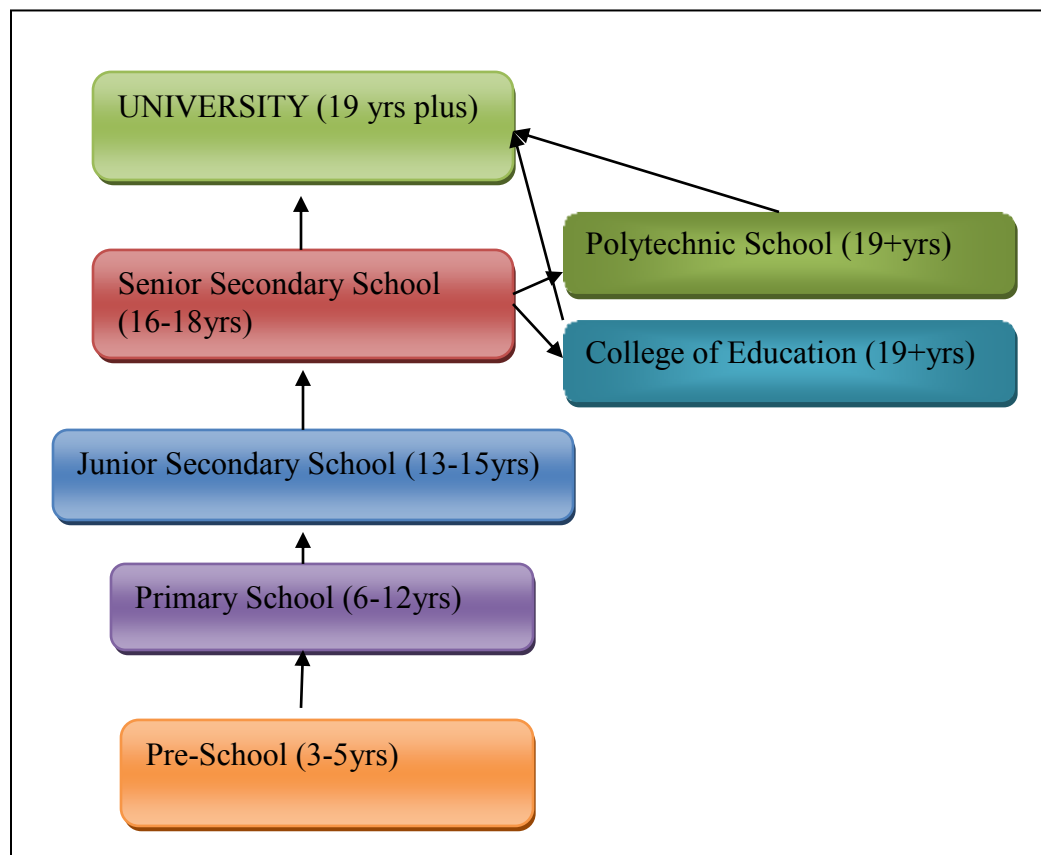 UNIVERSITY (19 yrs plus)
Polytechnic School (19+yrs)
Senior Secondary School
(16-18yrs)
College of Education (19+yrs)
Junior Secondary School (13-15yrs)
Primary School (6-12yrs)
Pre-School (3-5yrs)